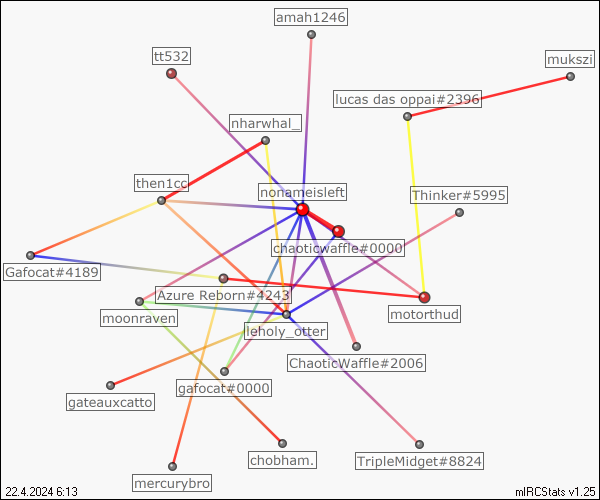 amah1246
tt532
mukszi
lucas das oppai#2396
nharwhal_
then1cc
nonameisleft
Thinker#5995
chaoticwaffle#0000
Gafocat#4189
Azure Reborn#4243
moonraven
motorthud
leholy_otter
ChaoticWaffle#2006
gafocat#0000
gateauxcatto
chobham.
TripleMidget#8824
mercurybro
22.4.2024 6:13
mIRCStats v1.25